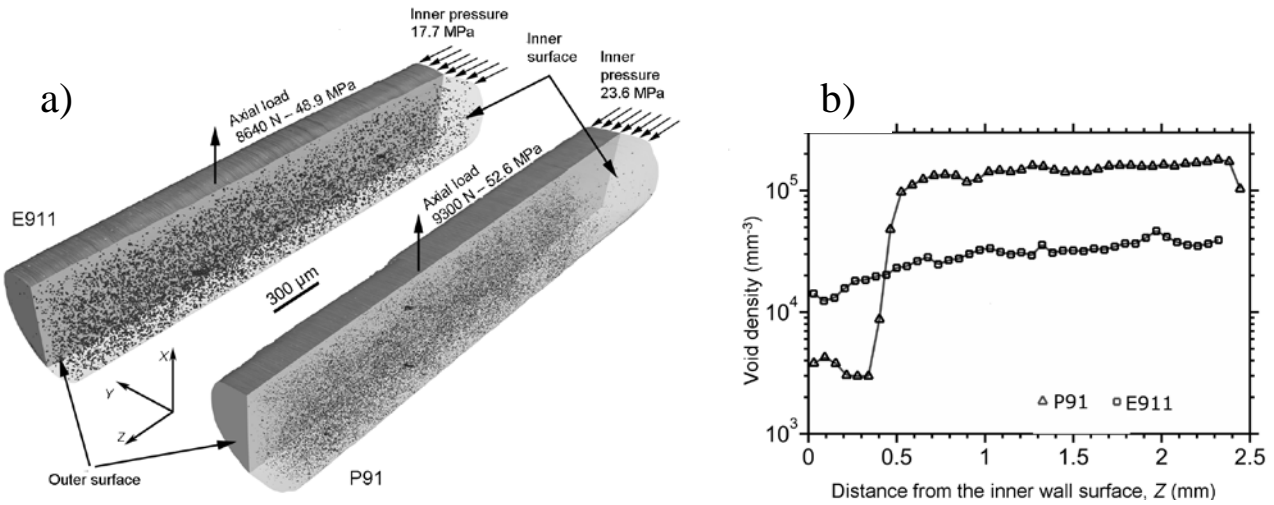 a)
Inner pressure
17.7 MPa
Inner
surface
Inner
pressure
23.6 MPa
Axial load
8640 N – 48.9 MPa
Axial load
9300 N – 52.6 MPa
E911
300 µm
X
Y
Z
Outer surface
P91
b)
Void density (mm⁻³)
10⁵
10⁴
10³
P91 E911
0 0.5 1 1.5 2 2.5
Distance from the inner wall surface, Z (mm)